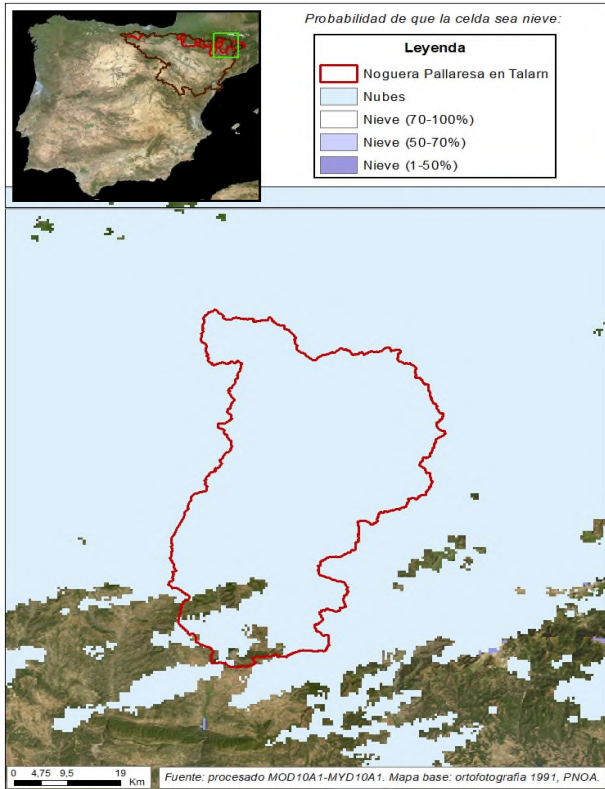 Probabilidad de que la celda sea nieve:
Leyenda
Noguera Pallaresa en Talarn
Nubes
Nieve (70-100%)
Nieve (50-70%)
Nieve (1-50%)
0 4,75 9,5 19
Km
Fuente: procesado MOD10A1-MYD10A1. Mapa base: ortofotografía 1991, PNOA.